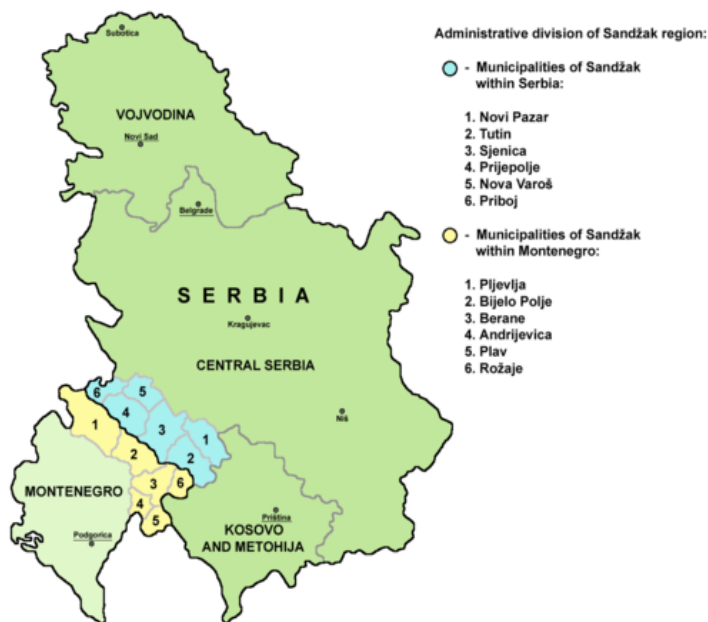 Subotica
VOJVODINA
Novi Sad
Belgrade
SERBIA
Kragujevac
CENTRAL SERBIA
Niš
6
5
4
3
1
2
1
2
3
6
4
5
MONTENEGRO
Podgorica
Priština
KOSOVO
AND METOHIJA
Administrative division of Sandžak region:
- Municipalities of Sandžak
within Serbia:
1. Novi Pazar
2. Tutin
3. Sjenica
4. Prijepolje
5. Nova Varoš
6. Priboj
- Municipalities of Sandžak
within Montenegro:
1. Pljevlja
2. Bijelo Polje
3. Berane
4. Andrijevica
5. Plav
6. Rožaje